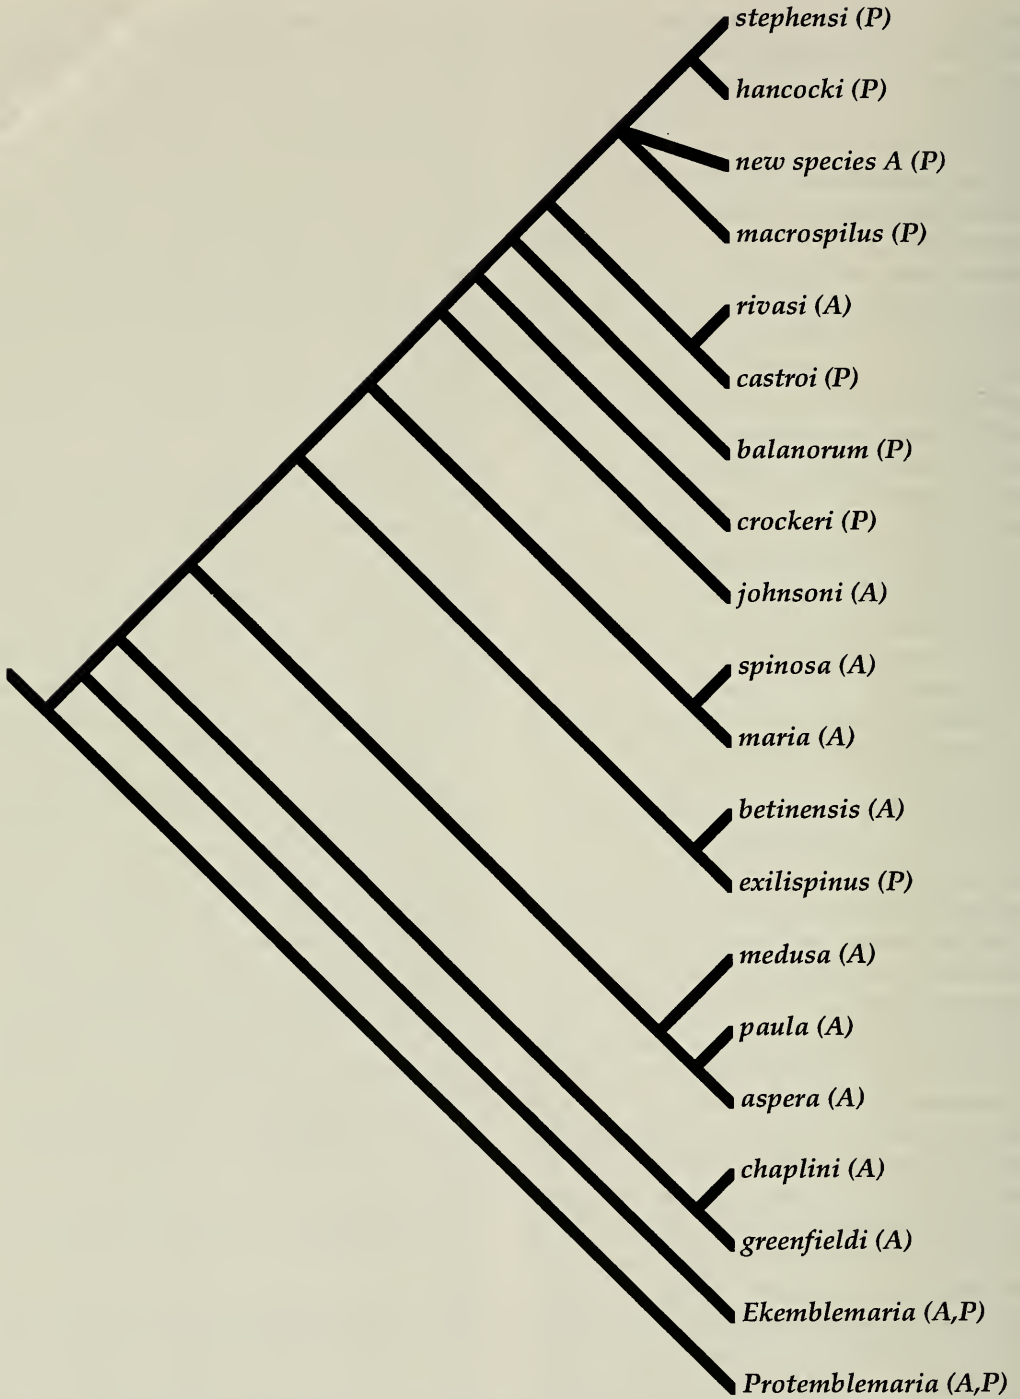 stephensi (P)
hancocki (P)
new species A (P)
macrospilus (P)
rivasi (A)
castroi (P)
balanorum (P)
crockeri (P)
johnsoni (A)
spinosa (A)
maria (A)
betinensis (A)
exilispinus (P)
medusa (A)
paula (A)
aspera (A)
chaplini (A)
greenfieldi (A)
Ekemblemaria (A,P)
Protemblemaria (A,P)